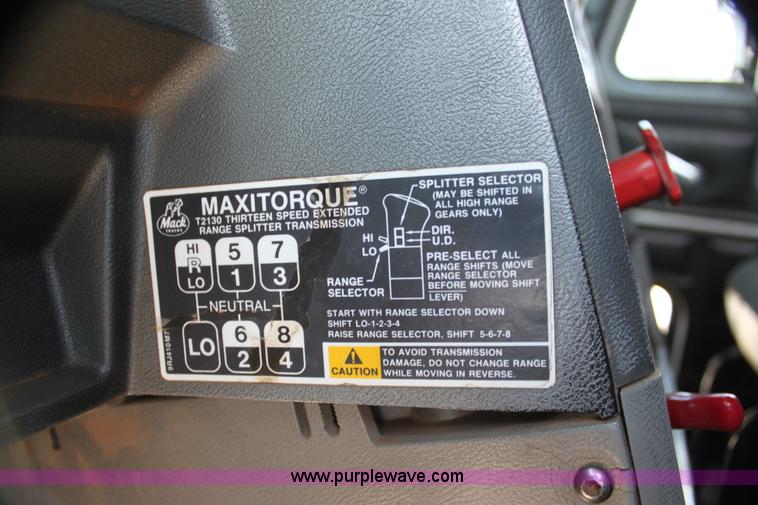 Mack
TRUCKS
MAXITORQUE®
T2130 THIRTEEN SPEED EXTENDED
RANGE SPLITTER TRANSMISSION
HI 5 7
R 1 3
LO
NEUTRAL
LO 6 8
2 4
SPLITTER SELECTOR
(MAY BE SHIFTED IN
ALL HIGH RANGE
GEARS ONLY)
HI
LO
DIR.
U.D.
RANGE
SELECTOR
PRE-SELECT ALL
RANGE SHIFTS (MOVE
RANGE SELECTOR
BEFORE MOVING SHIFT
LEVER)
START WITH RANGE SELECTOR DOWN
SHIFT LO-1-2-3-4
RAISE RANGE SELECTOR, SHIFT 5-6-7-8
CAUTION
TO AVOID TRANSMISSION
DAMAGE, DO NOT CHANGE RANGE
WHILE MOVING IN REVERSE.
www.purplewave.com